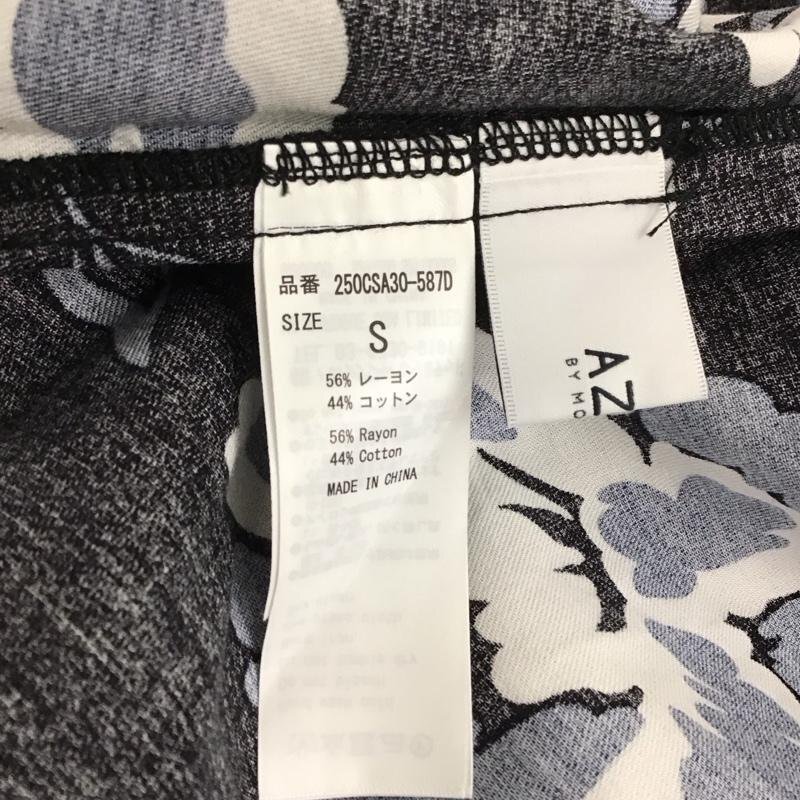 品番 250CSA30-587D
SIZE S
56% レーヨン
44% コットン
56% Rayon
44% Cotton
MADE IN CHINA
AZ
BY MO